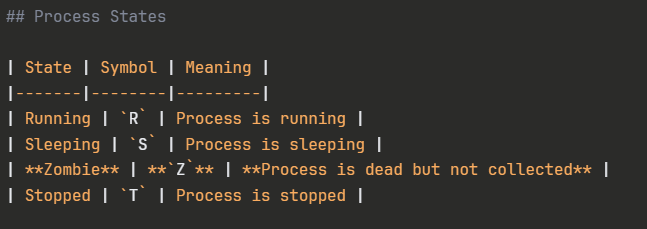 ## Process States
| State | Symbol | Meaning |
|-------|--------|---------|
| Running | `R` | Process is running |
| Sleeping | `S` | Process is sleeping |
| **Zombie** | **`Z`** | **Process is dead but not collected** |
| Stopped | `T` | Process is stopped |